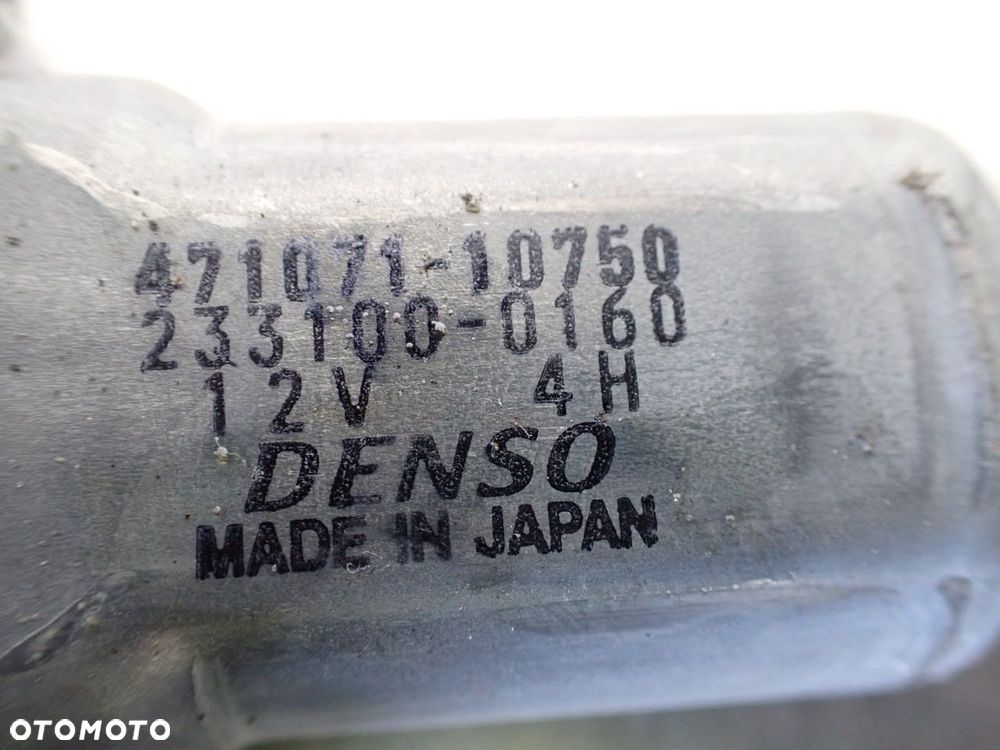 471071-10750
233100-0160
12V 4H
DENSO
MADE IN JAPAN
OTOMOTO